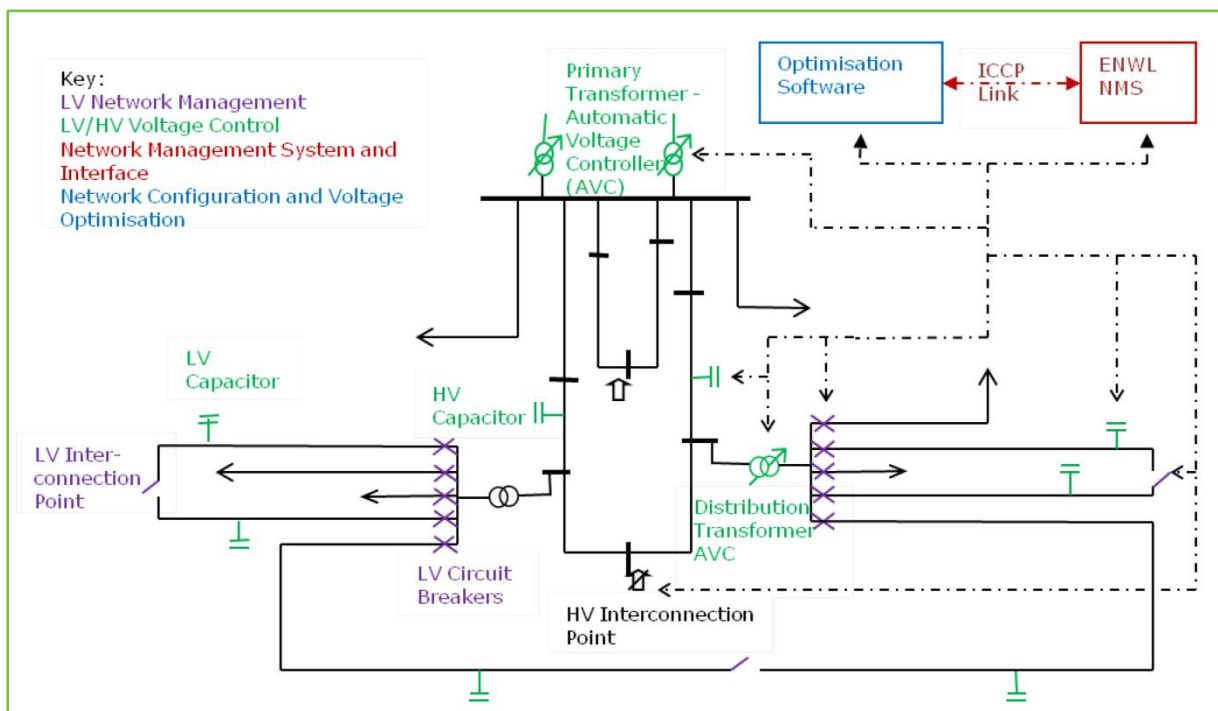 Key:
LV Network Management
LV/HV Voltage Control
Network Management System and
Interface
Network Configuration and Voltage
Optimisation
Primary
Transformer -
Automatic
Voltage
Controller
(AVC)
Optimisation
Software
ICCP
Link
ENWL
NMS
LV
Capacitor
HV
Capacitor
LV Inter-
connection
Point
LV Circuit
Breakers
Distribution
Transformer
AVC
HV Interconnection
Point